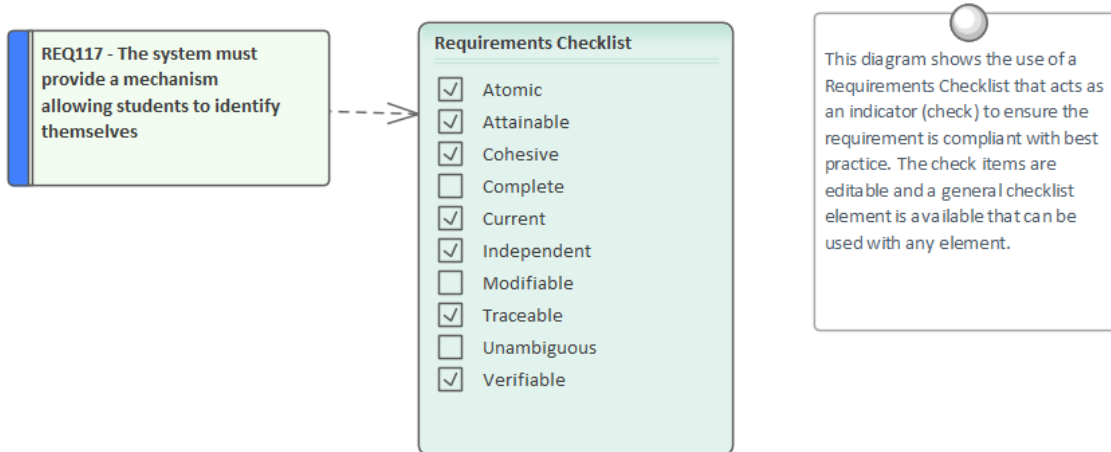 REQ117 - The system must
provide a mechanism
allowing students to identify
themselves
Requirements Checklist
Atomic
Attainable
Cohesive
Complete
Current
Independent
Modifiable
Traceable
Unambiguous
Verifiable
This diagram shows the use of a
Requirements Checklist that acts as
an indicator (check) to ensure the
requirement is compliant with best
practice. The check items are
editable and a general checklist
element is available that can be
used with any element.